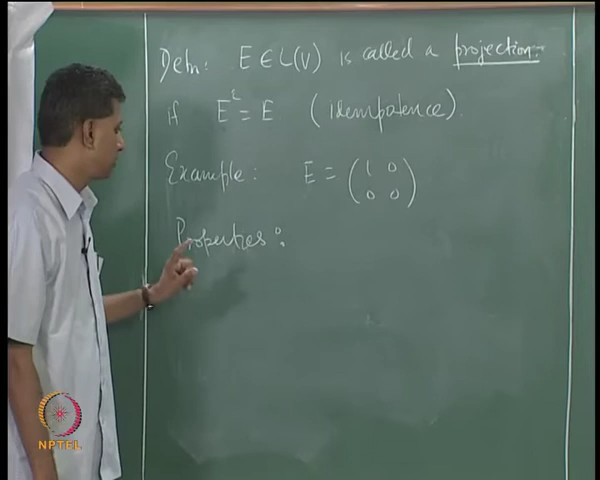 Defn: E ∈ L(V) is called a projection.
if E² = E (idempotence).
Example: E = (1 0
0 0)
Properties:
NPTEL